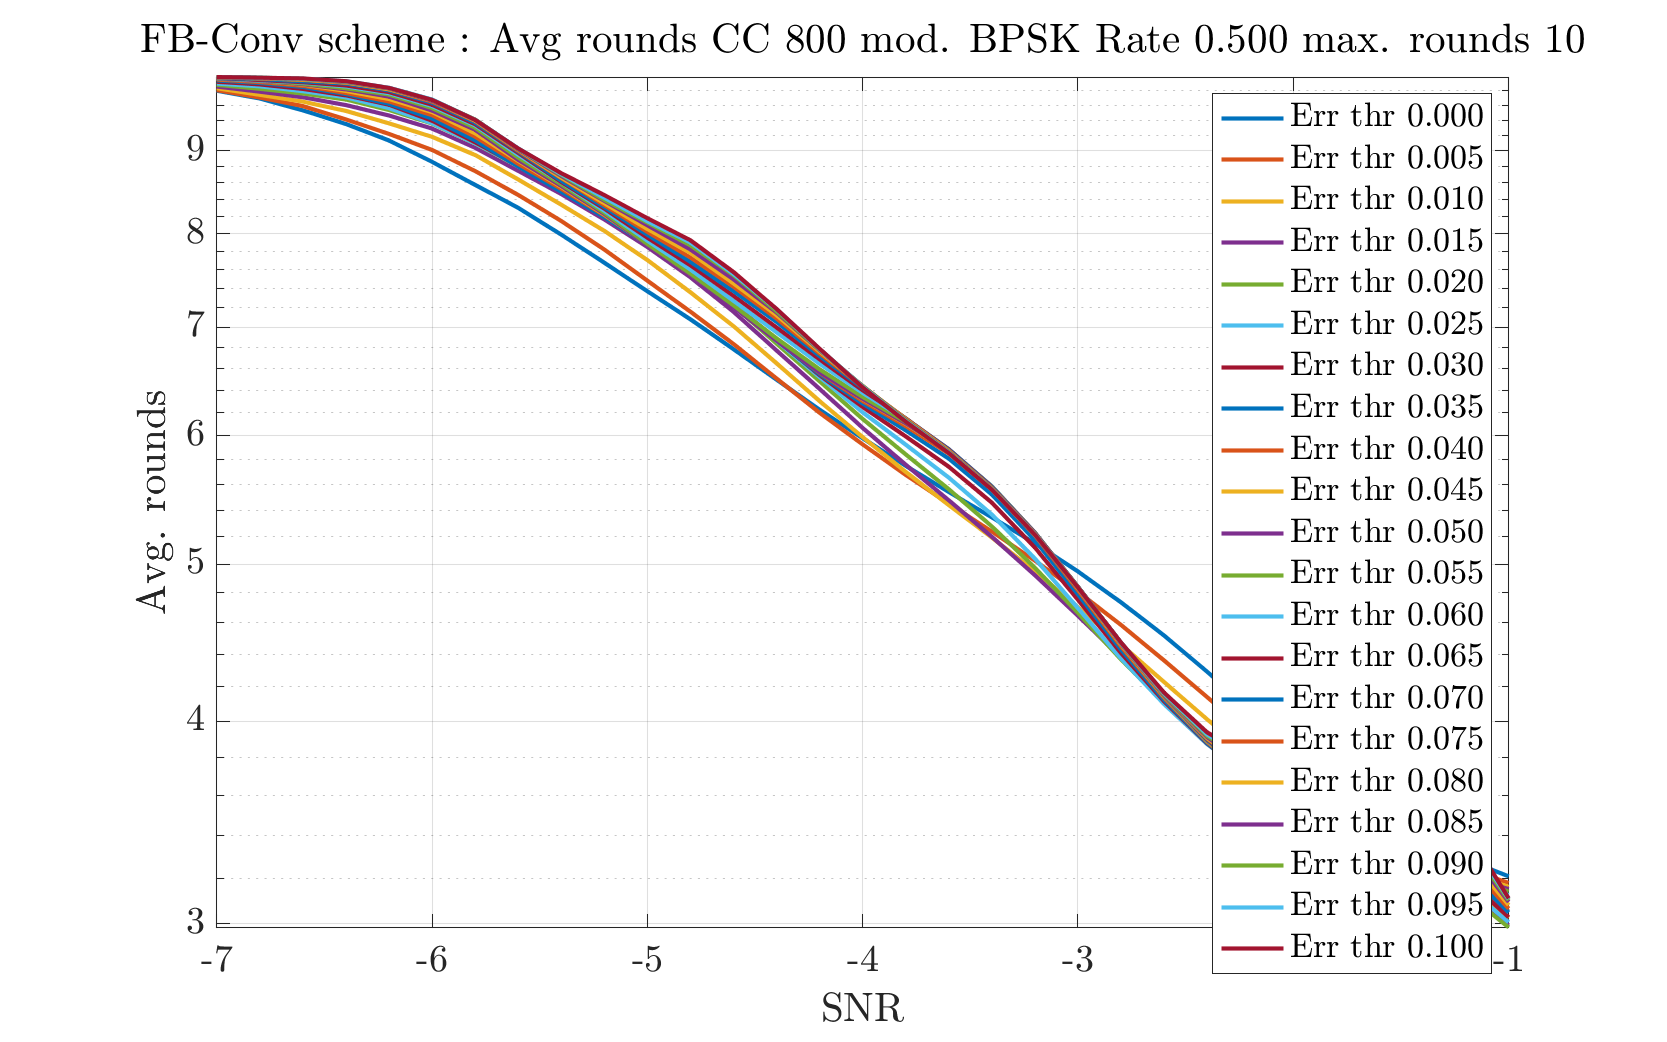 FB-Conv scheme : Avg rounds CC 800 mod. BPSK Rate 0.500 max. rounds 10
Avg. rounds
9
8
7
6
5
4
3
-7 -6 -5 -4 -3 -1
SNR
Err thr 0.000
Err thr 0.005
Err thr 0.010
Err thr 0.015
Err thr 0.020
Err thr 0.025
Err thr 0.030
Err thr 0.035
Err thr 0.040
Err thr 0.045
Err thr 0.050
Err thr 0.055
Err thr 0.060
Err thr 0.065
Err thr 0.070
Err thr 0.075
Err thr 0.080
Err thr 0.085
Err thr 0.090
Err thr 0.095
Err thr 0.100